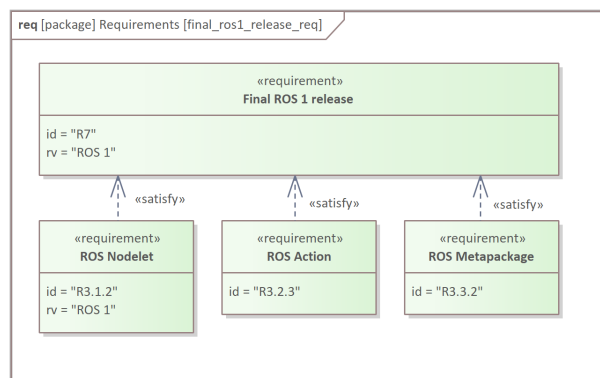 req [package] Requirements [final_ros1_release_req]
«requirement»
Final ROS 1 release
id = "R7"
rv = "ROS 1"
«satisfy»
«satisfy»
«satisfy»
«requirement»
ROS Nodelet
id = "R3.1.2"
rv = "ROS 1"
«requirement»
ROS Action
id = "R3.2.3"
«requirement»
ROS Metapackage
id = "R3.3.2"